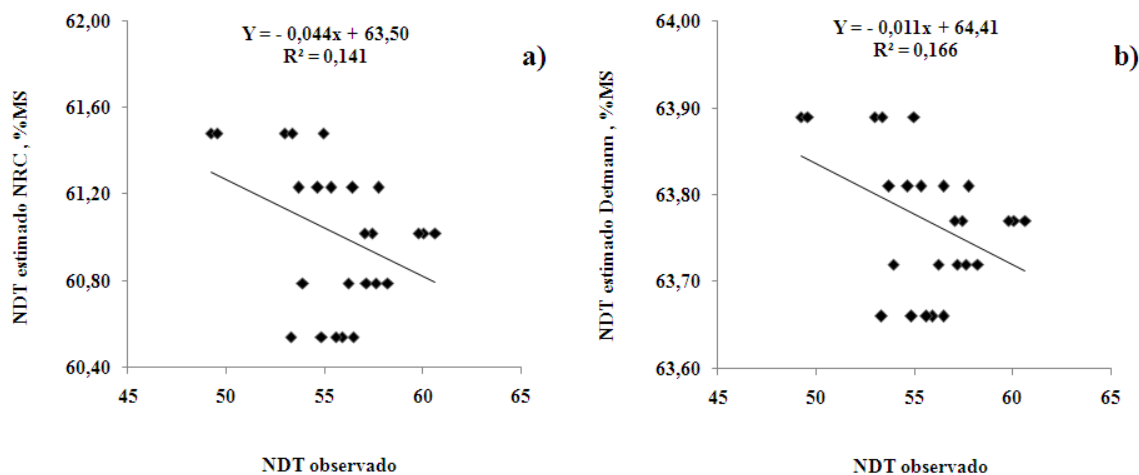 Y = - 0,044x + 63,50
R² = 0,141
a)
NDT estimado NRC , %MS
62,00
61,60
61,20
60,80
60,40
45 50 55 60 65
NDT observado
Y = - 0,011x + 64,41
R² = 0,166
b)
NDT estimado Detmann , %MS
64,00
63,90
63,80
63,70
63,60
45 50 55 60 65
NDT observado